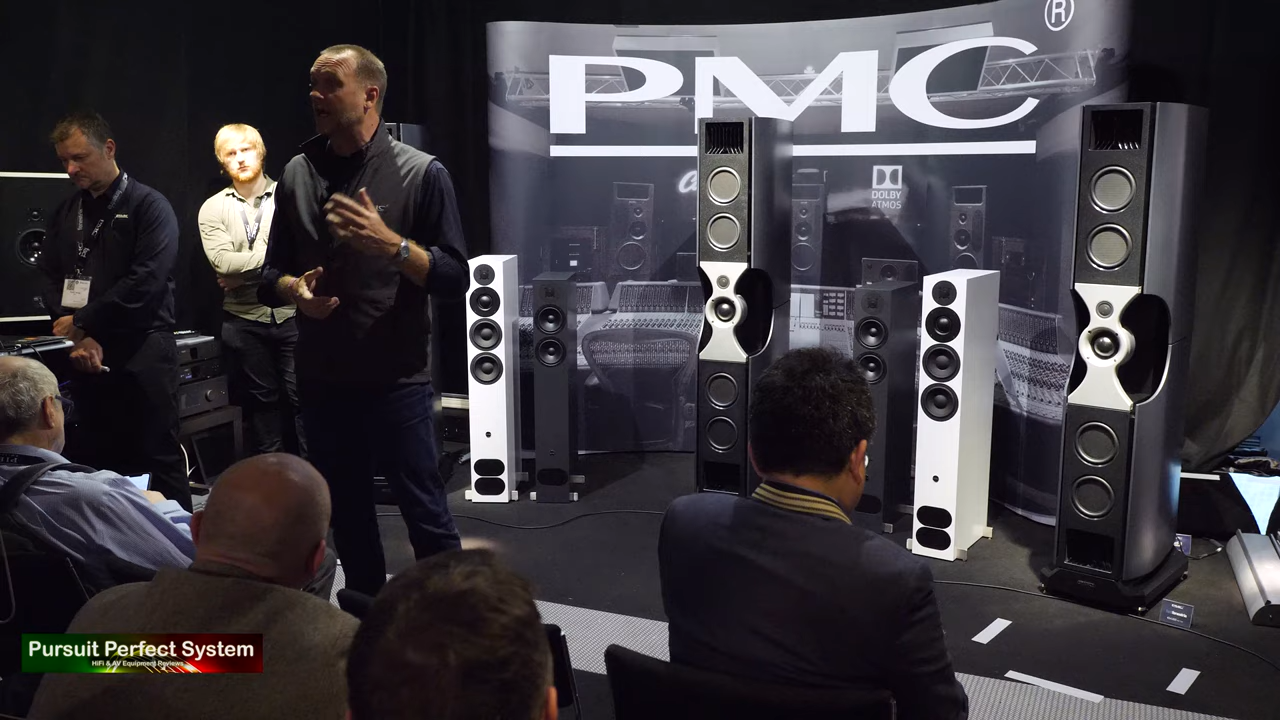 PMC
®
DOLBY
ATMOS
Pursuit Perfect System
HiFi & AV Equipment Reviews